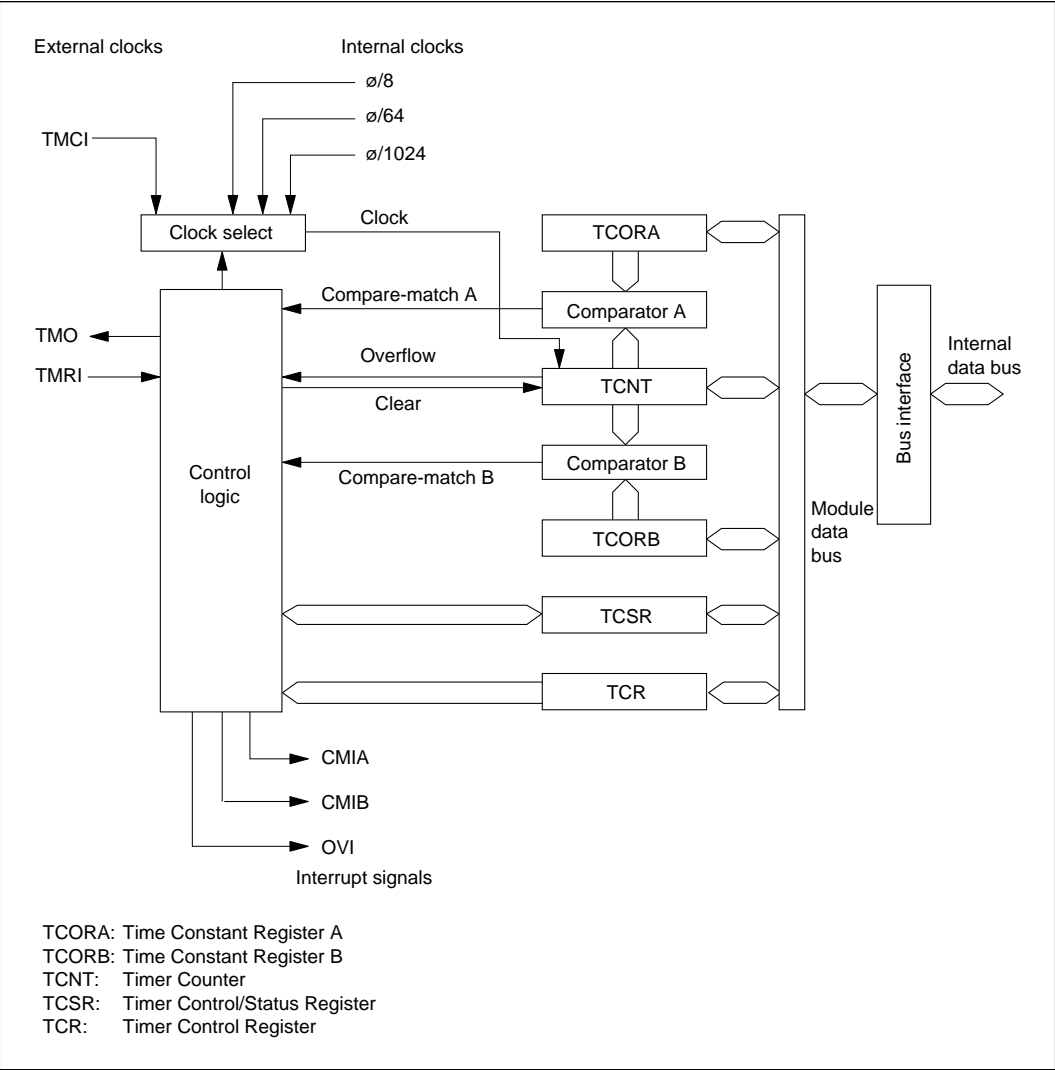 External clocks
Internal clocks
ø/8
ø/64
TMCI
ø/1024
Clock select
Clock
TCORA
Compare-match A
Comparator A
TMO
Overflow
TMRI
TCNT
Clear
Internal
data bus
Bus interface
Control
logic
Compare-match B
Comparator B
Module
data
bus
TCORB
TCSR
TCR
CMIA
CMIB
OVI
Interrupt signals
TCORA: Time Constant Register A
TCORB: Time Constant Register B
TCNT: Timer Counter
TCSR: Timer Control/Status Register
TCR: Timer Control Register